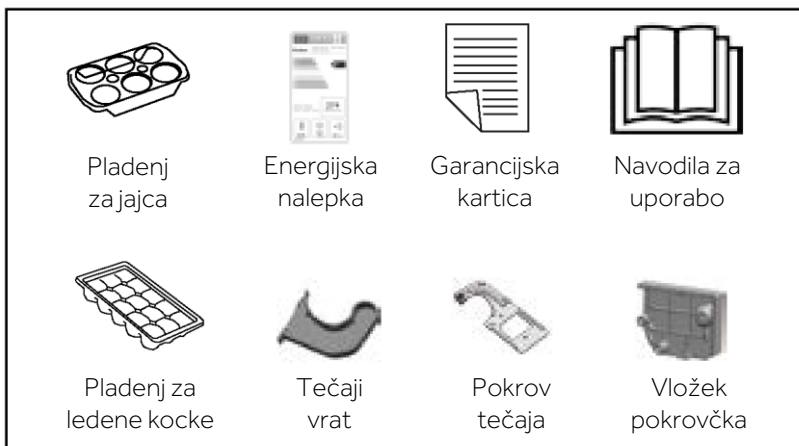 Pladenj
za jajca
Energijska
nalepka
Garancijska
kartica
Navodila za
uporabo
Pladenj za
ledene kocke
Tečaji
vrat
Pokrov
tečaja
Vložek
pokrovčka